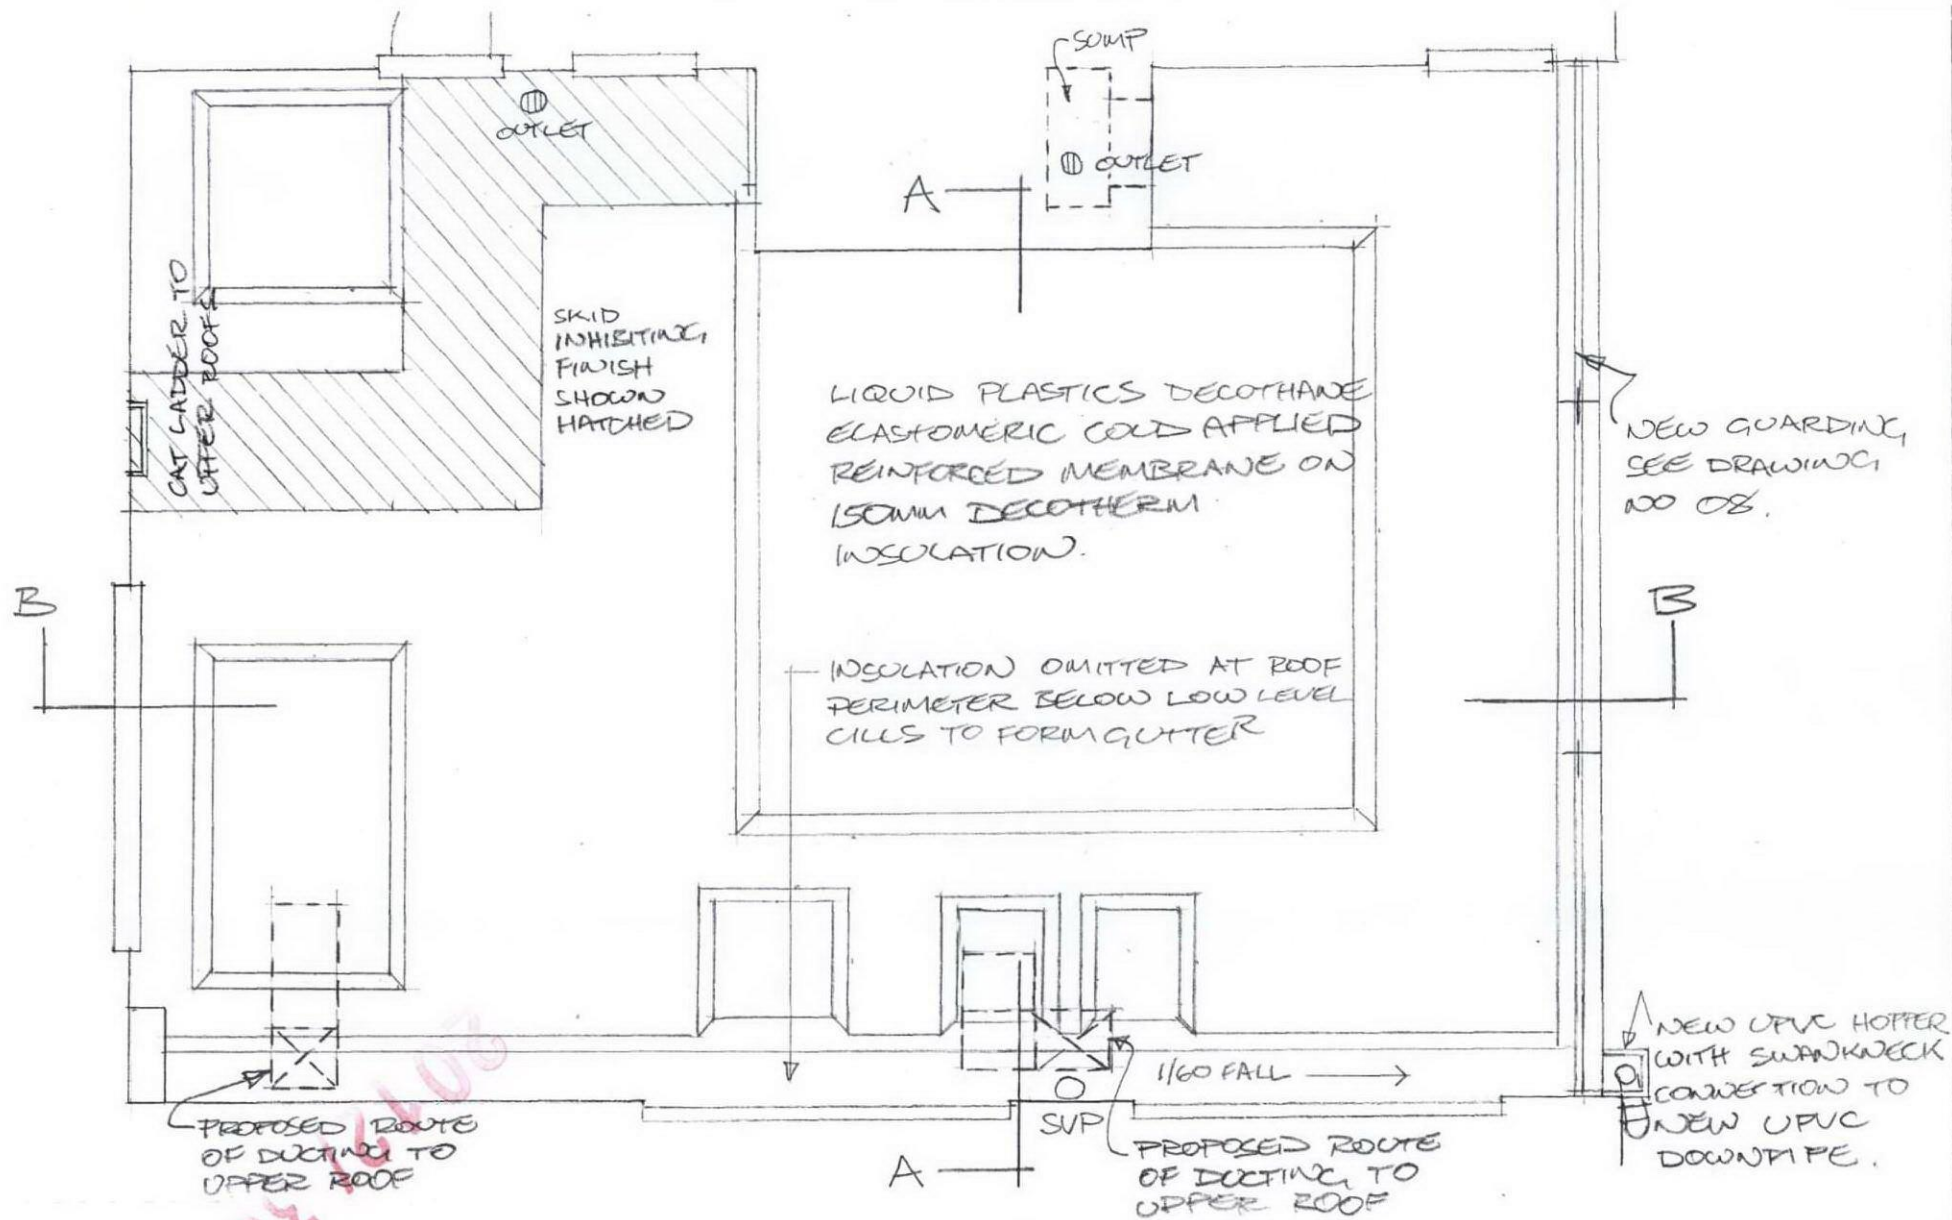 SUMP
OUTLET
OUTLET
A
CAT LADDER TO
UPPER ROOFS
SKID
INHIBITING
FINISH
SHOWN
HATCHED
LIQUID PLASTICS DECOTHANE
ELASTOMERIC COLD APPLIED
REINFORCED MEMBRANE ON
150MM DECOTHERM
INSULATION.
NEW GUARDING
SEE DRAWING
NO 08.
B
B
INSULATION OMITTED AT ROOF
PERIMETER BELOW LOW LEVEL
CILLS TO FORM GUTTER
1/60 FALL
SVP
NEW UPVC HOPPER
WITH SWANKNECK
CONNECTION TO
NEW UPVC
DOWNPIPE.
PROPOSED ROUTE
OF DUCTING TO
UPPER ROOF
A
PROPOSED ROUTE
OF DUCTING TO
UPPER ROOF